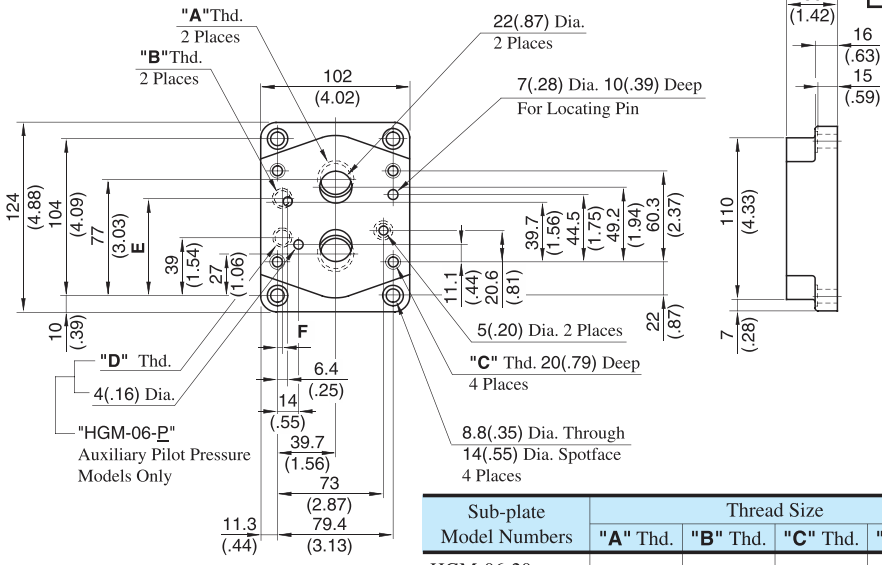 "A"Thd.
2 Places
"B"Thd.
2 Places
22(.87) Dia.
2 Places
7(.28) Dia. 10(.39) Deep
For Locating Pin
102
(4.02)
(1.42)
16
(.63)
15
(.59)
124
(4.88)
104
(4.09)
77
(3.03)
E
39
(1.54)
27
(1.06)
10
(.39)
39.7
(1.56)
44.5
(1.75)
49.2
(1.94)
60.3
(2.37)
11.1
(.44)
20.6
(.81)
22
(.87)
110
(4.33)
7
(.28)
F
"D" Thd.
4(.16) Dia.
"HGM-06-P"
Auxiliary Pilot Pressure
Models Only
6.4
(.25)
14
(.55)
39.7
(1.56)
73
(2.87)
11.3
(.44)
79.4
(3.13)
5(.20) Dia. 2 Places
"C" Thd. 20(.79) Deep
4 Places
8.8(.35) Dia. Through
14(.55) Dia. Spotface
4 Places
Sub-plate
Model Numbers
Thread Size
"A" Thd. "B" Thd. "C" Thd.